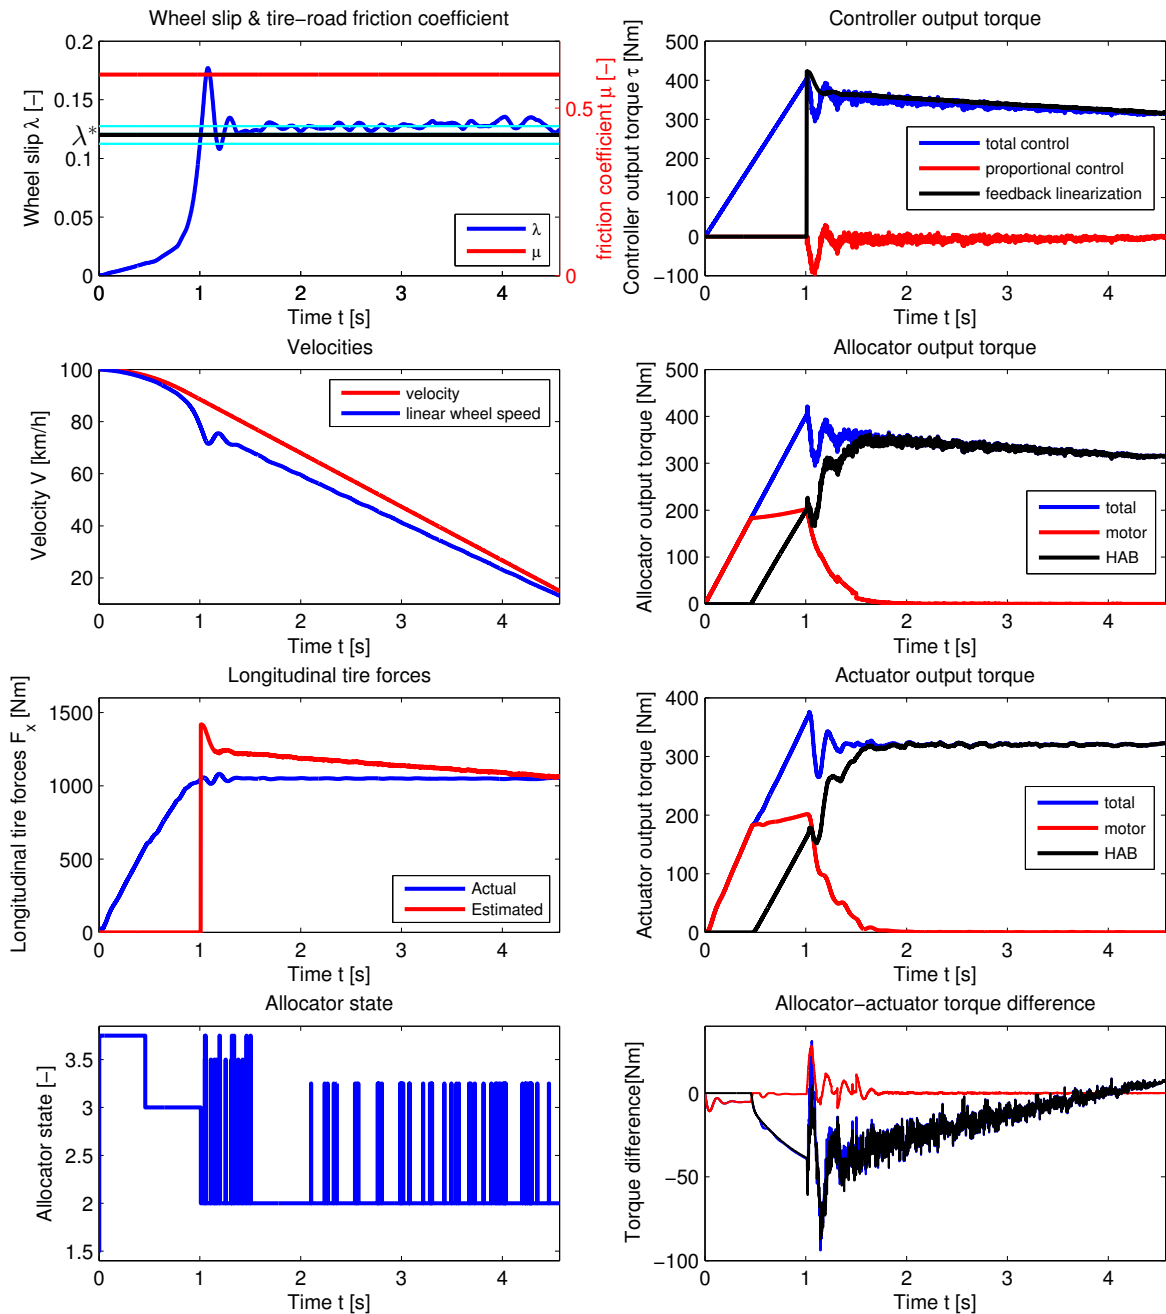 Wheel slip & tire−road friction coefficient
0.2
0.15
λ*
0.1
0.05
0
0.5
0
Wheel slip λ [−]
friction coefficient μ [−]
λ
μ
0 1 2 3 4
Time t [s]
Controller output torque
500
400
300
200
100
0
−100
Controller output torque τ [Nm]
total control
proportional control
feedback linearization
0 1 2 3 4
Time t [s]
Velocities
100
80
60
40
20
Velocity V [km/h]
velocity
linear wheel speed
0 1 2 3 4
Time t [s]
Allocator output torque
500
400
300
200
100
0
Allocator output torque [Nm]
total
motor
HAB
0 1 2 3 4
Time t [s]
Longitudinal tire forces
1500
1000
500
0
Longitudinal tire forces F_x [Nm]
Actual
Estimated
0 1 2 3 4
Time t [s]
Actuator output torque
400
300
200
100
0
Actuator output torque [Nm]
total
motor
HAB
0 1 2 3 4
Time t [s]
Allocator state
3.5
3
2.5
2
1.5
Allocator state [−]
0 1 2 3 4
Time t [s]
Allocator−actuator torque difference
0
−50
−100
Torque difference[Nm]
0 1 2 3 4
Time t [s]